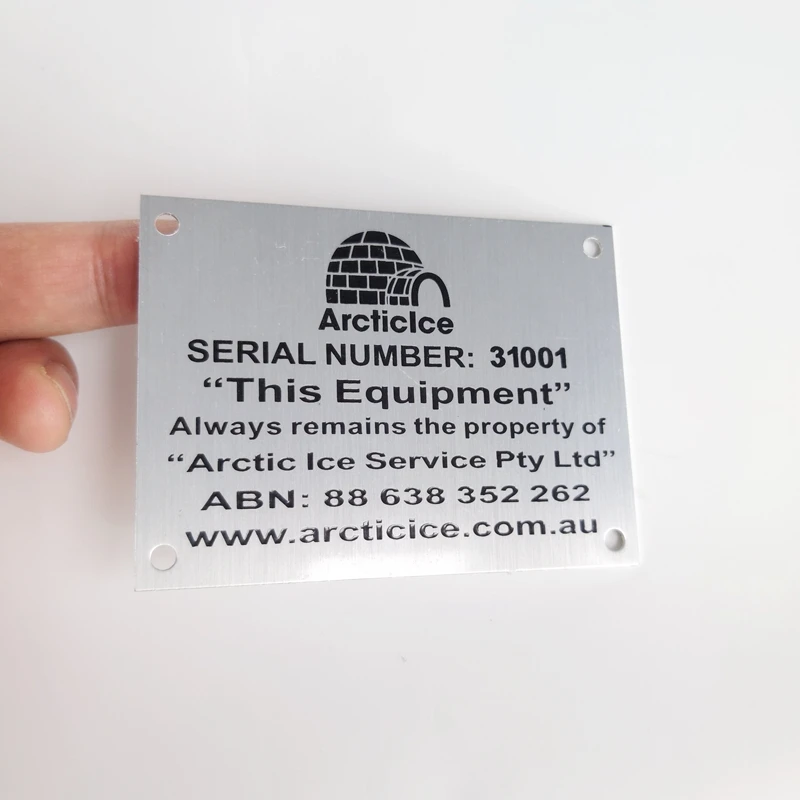 ArcticIce
SERIAL NUMBER: 31001
“This Equipment”
Always remains the property of
“Arctic Ice Service Pty Ltd”
ABN: 88 638 352 262
www.arcticice.com.au